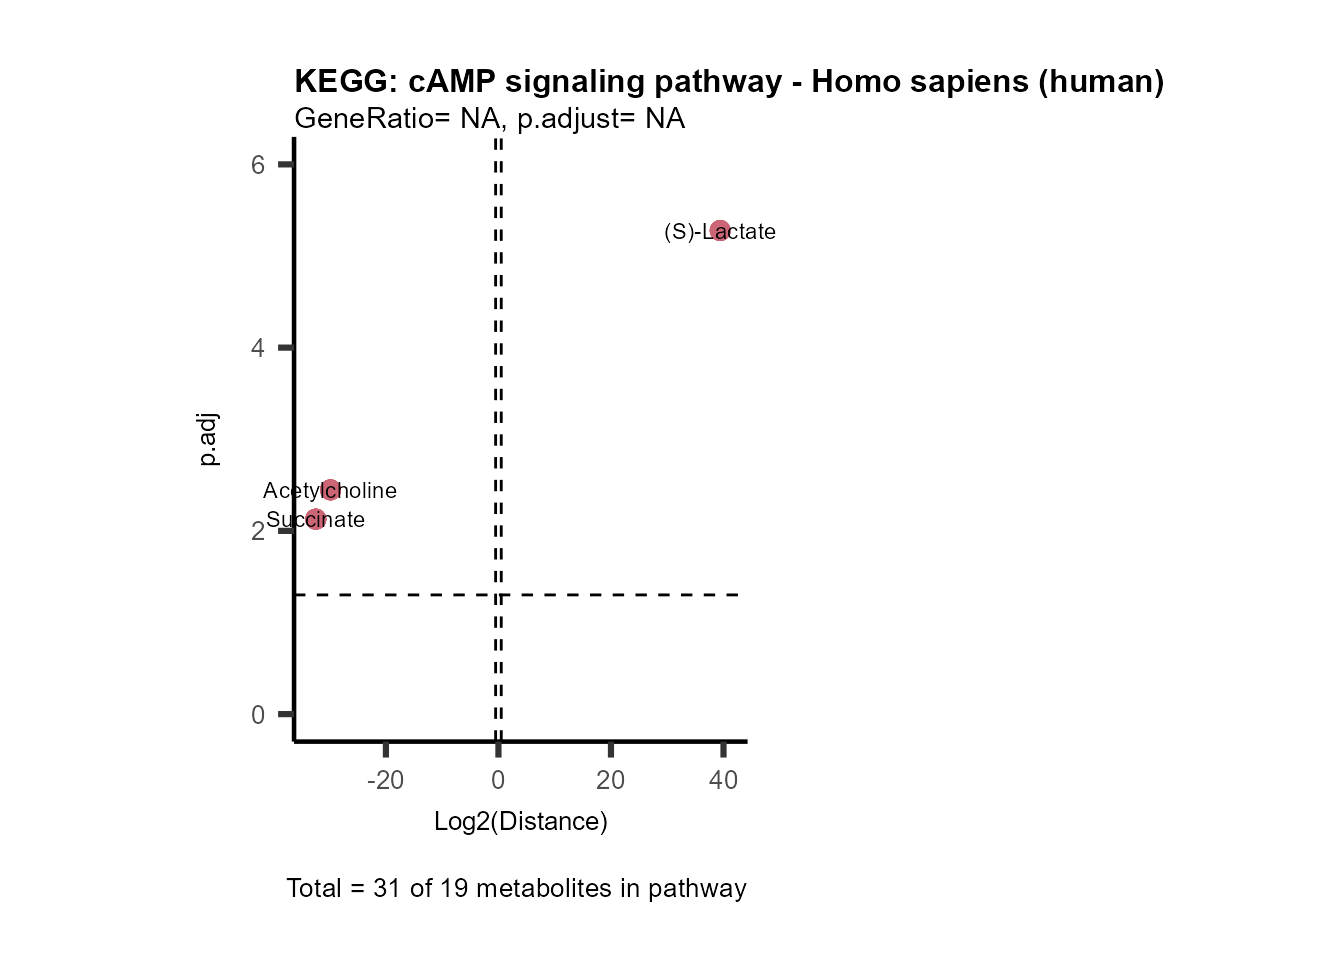 KEGG: cAMP signaling pathway - Homo sapiens (human)
GeneRatio= NA, p.adjust= NA
6
(S)-Lactate
4
p.adj
Acetylcholine
Succinate
2
0
-20
0
20
40
Log2(Distance)
Total = 31 of 19 metabolites in pathway